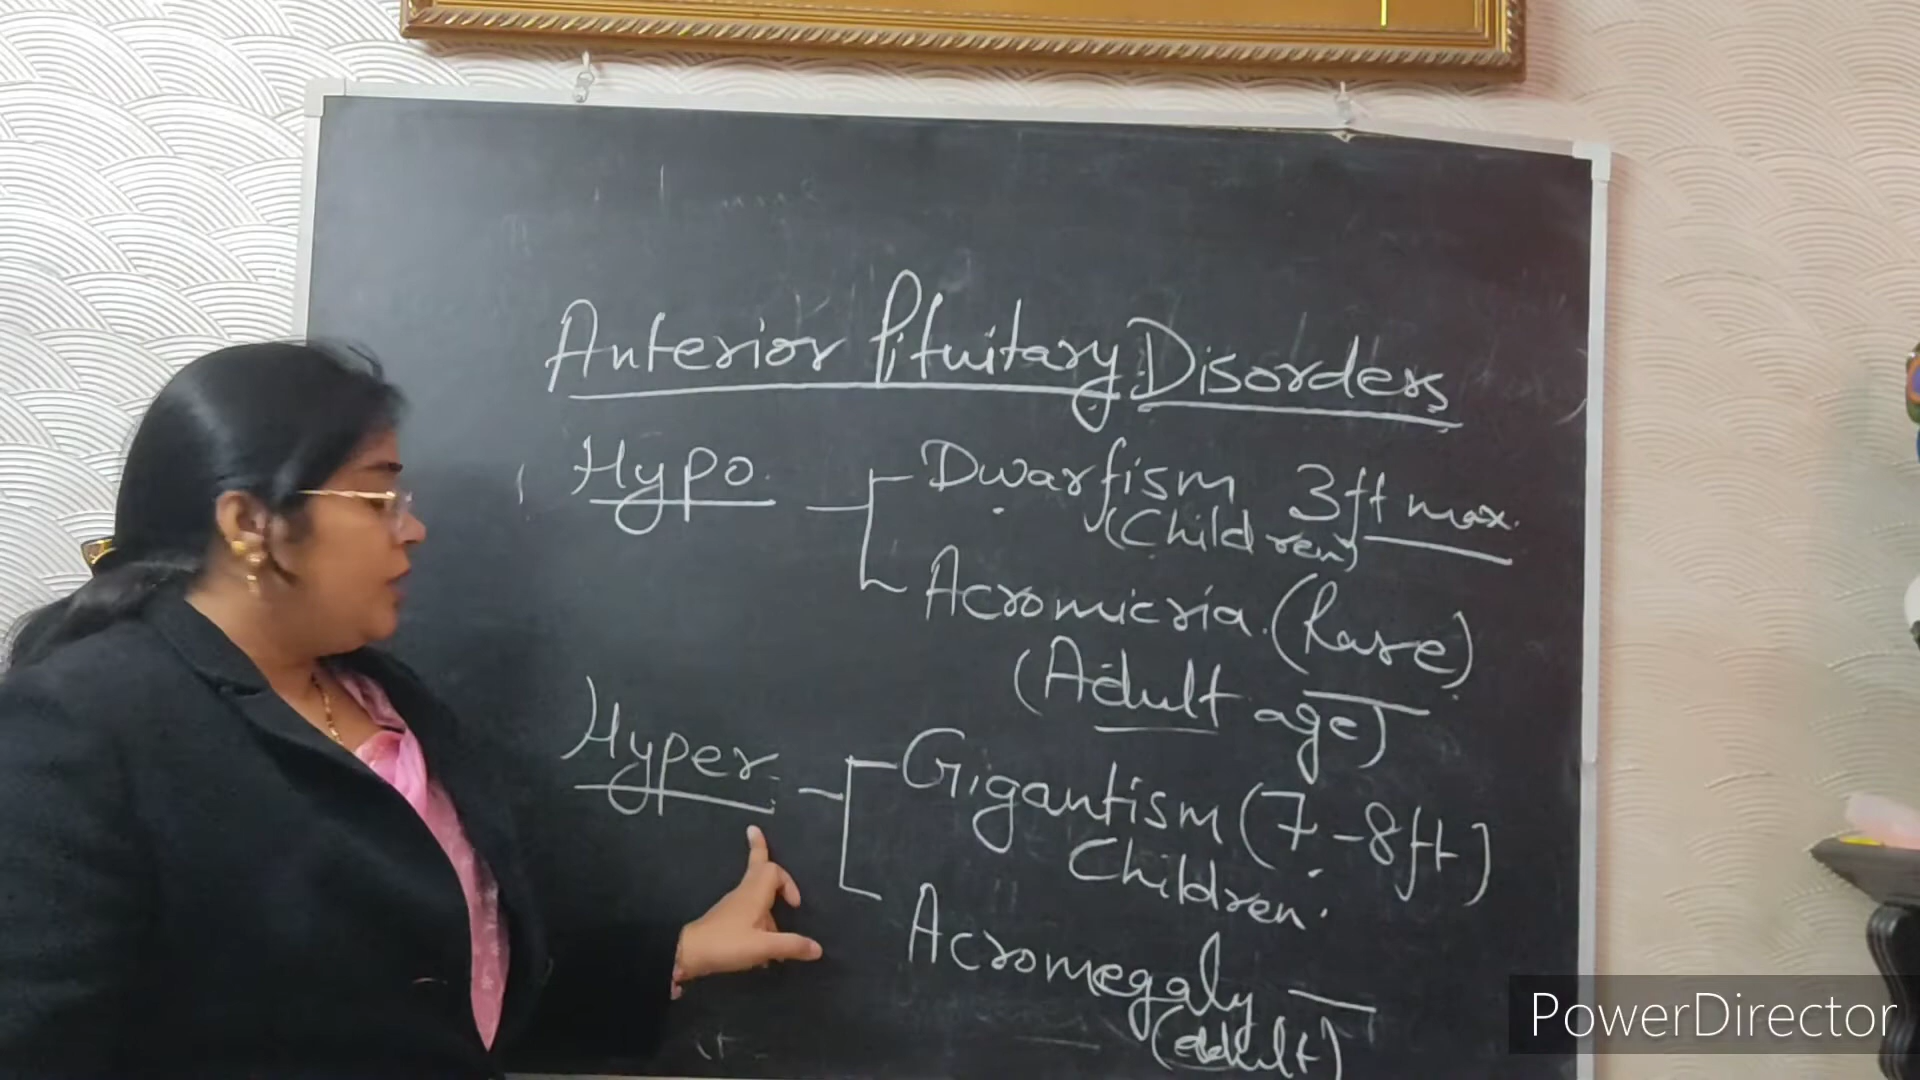 Anterior Pituitary Disorders
Hypo. Dwarfism 3ft max.
(Children)
Acromicria. (Rare)
(Adult age)
Hyper Gigantism (7-8ft)
Children.
Acromegaly
(adult)
PowerDirector